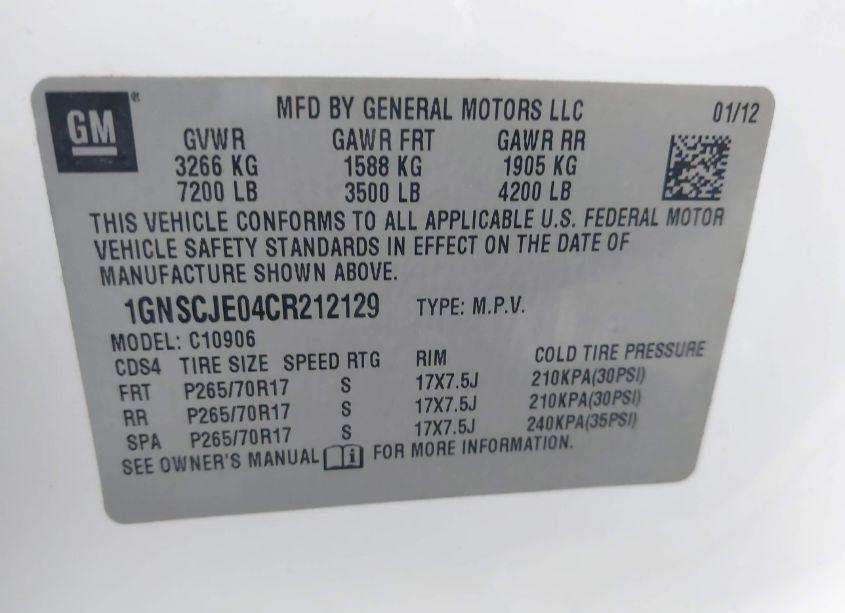 GM
MFD BY GENERAL MOTORS LLC 01/12
GVWR GAWR FRT GAWR RR
3266 KG 1588 KG 1905 KG
7200 LB 3500 LB 4200 LB
THIS VEHICLE CONFORMS TO ALL APPLICABLE U.S. FEDERAL MOTOR
VEHICLE SAFETY STANDARDS IN EFFECT ON THE DATE OF
MANUFACTURE SHOWN ABOVE.
1GNSCJE04CR212129 TYPE: M.P.V.
MODEL: C10906
CDS4 TIRE SIZE SPEED RTG RIM COLD TIRE PRESSURE
FRT P265/70R17 S 17X7.5J 210KPA(30PSI)
RR P265/70R17 S 17X7.5J 210KPA(30PSI)
SPA P265/70R17 S 17X7.5J 240KPA(35PSI)
SEE OWNER'S MANUAL i FOR MORE INFORMATION.